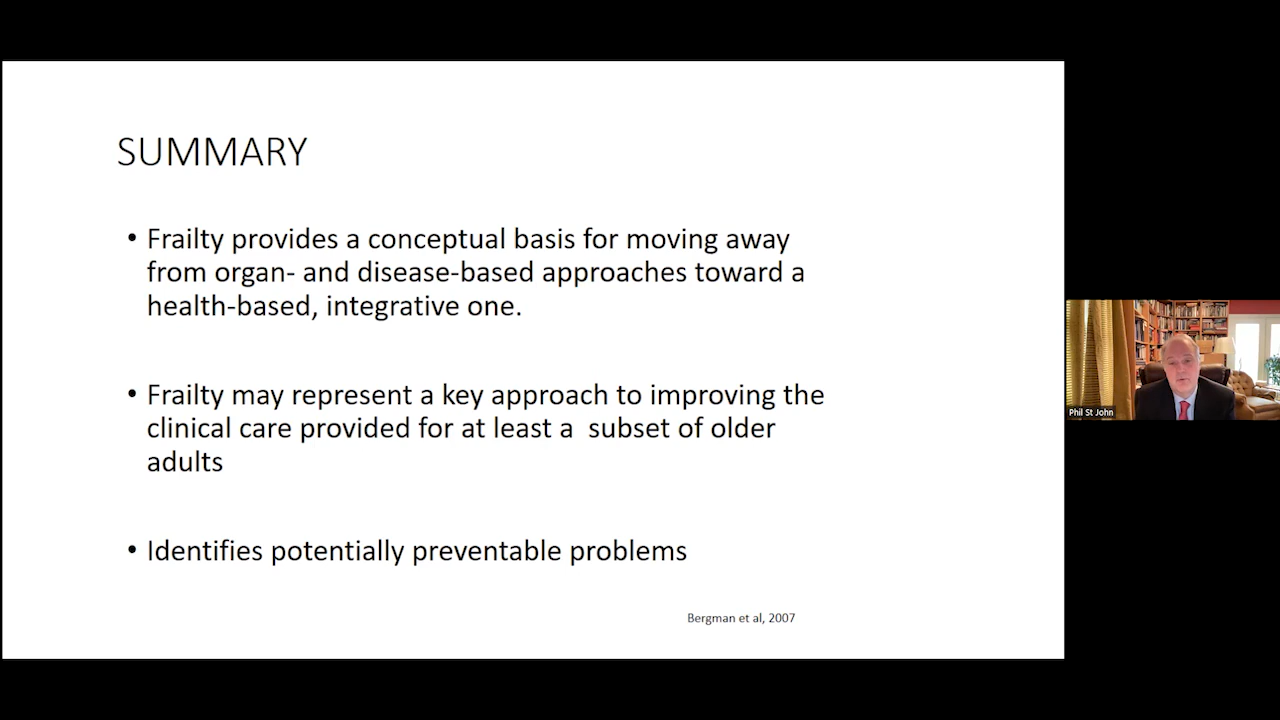 SUMMARY
• Frailty provides a conceptual basis for moving away
from organ- and disease-based approaches toward a
health-based, integrative one.
• Frailty may represent a key approach to improving the
clinical care provided for at least a  subset of older
adults
• Identifies potentially preventable problems
Bergman et al, 2007
Phil St John